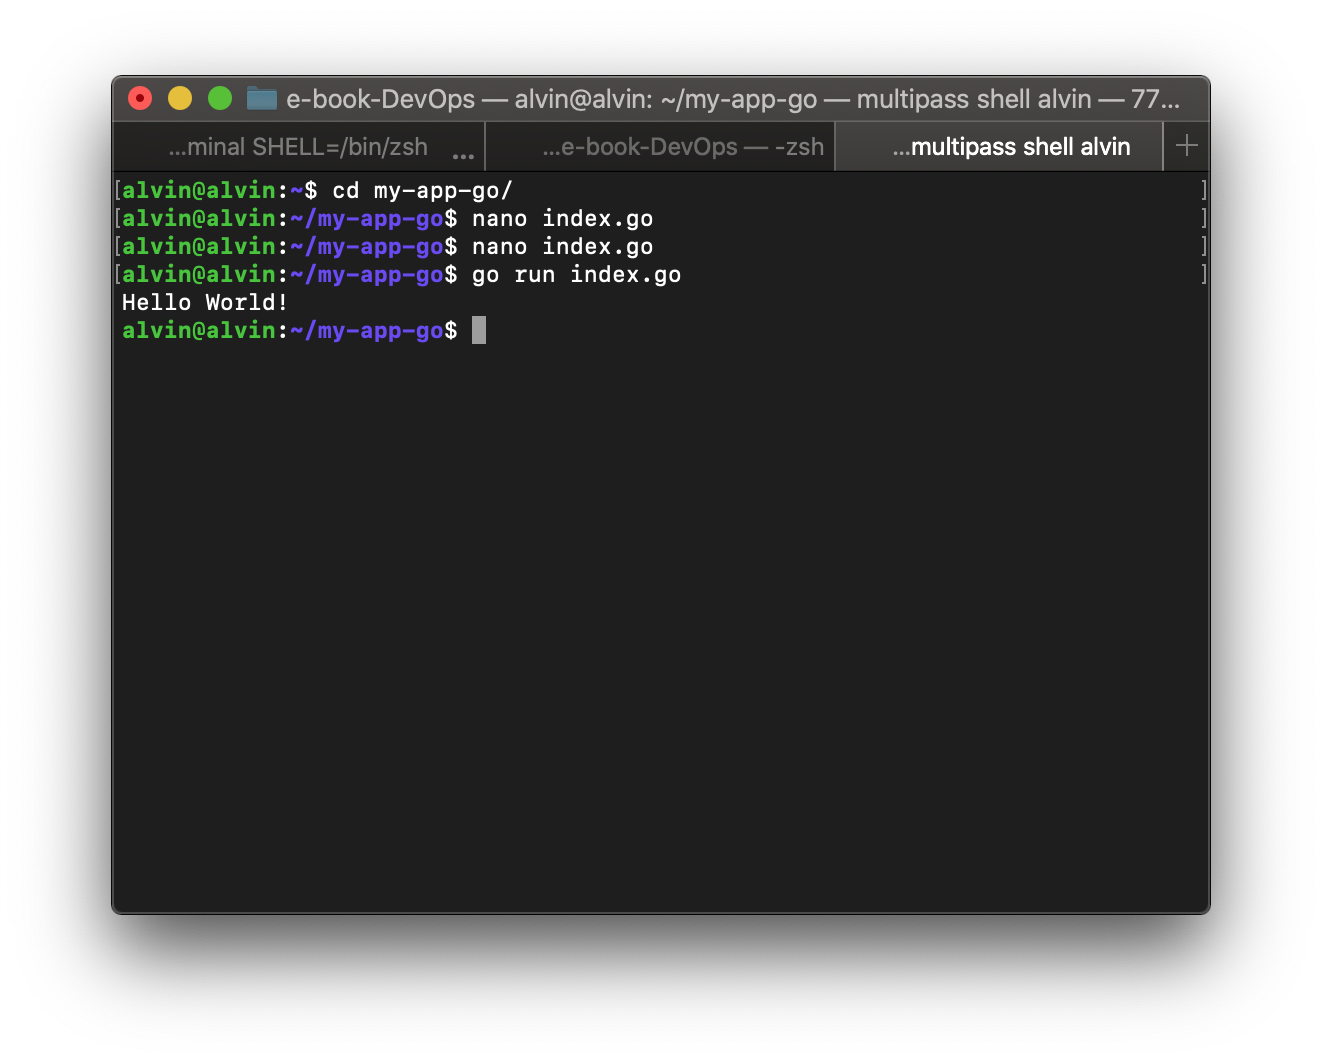 e-book-DevOps — alvin@alvin: ~/my-app-go — multipass shell alvin — 77...
...minal SHELL=/bin/zsh ...
...e-book-DevOps — -zsh
...multipass shell alvin +
[alvin@alvin:~$ cd my-app-go/ ]
[alvin@alvin:~/my-app-go$ nano index.go ]
[alvin@alvin:~/my-app-go$ nano index.go ]
[alvin@alvin:~/my-app-go$ go run index.go ]
Hello World!
alvin@alvin:~/my-app-go$